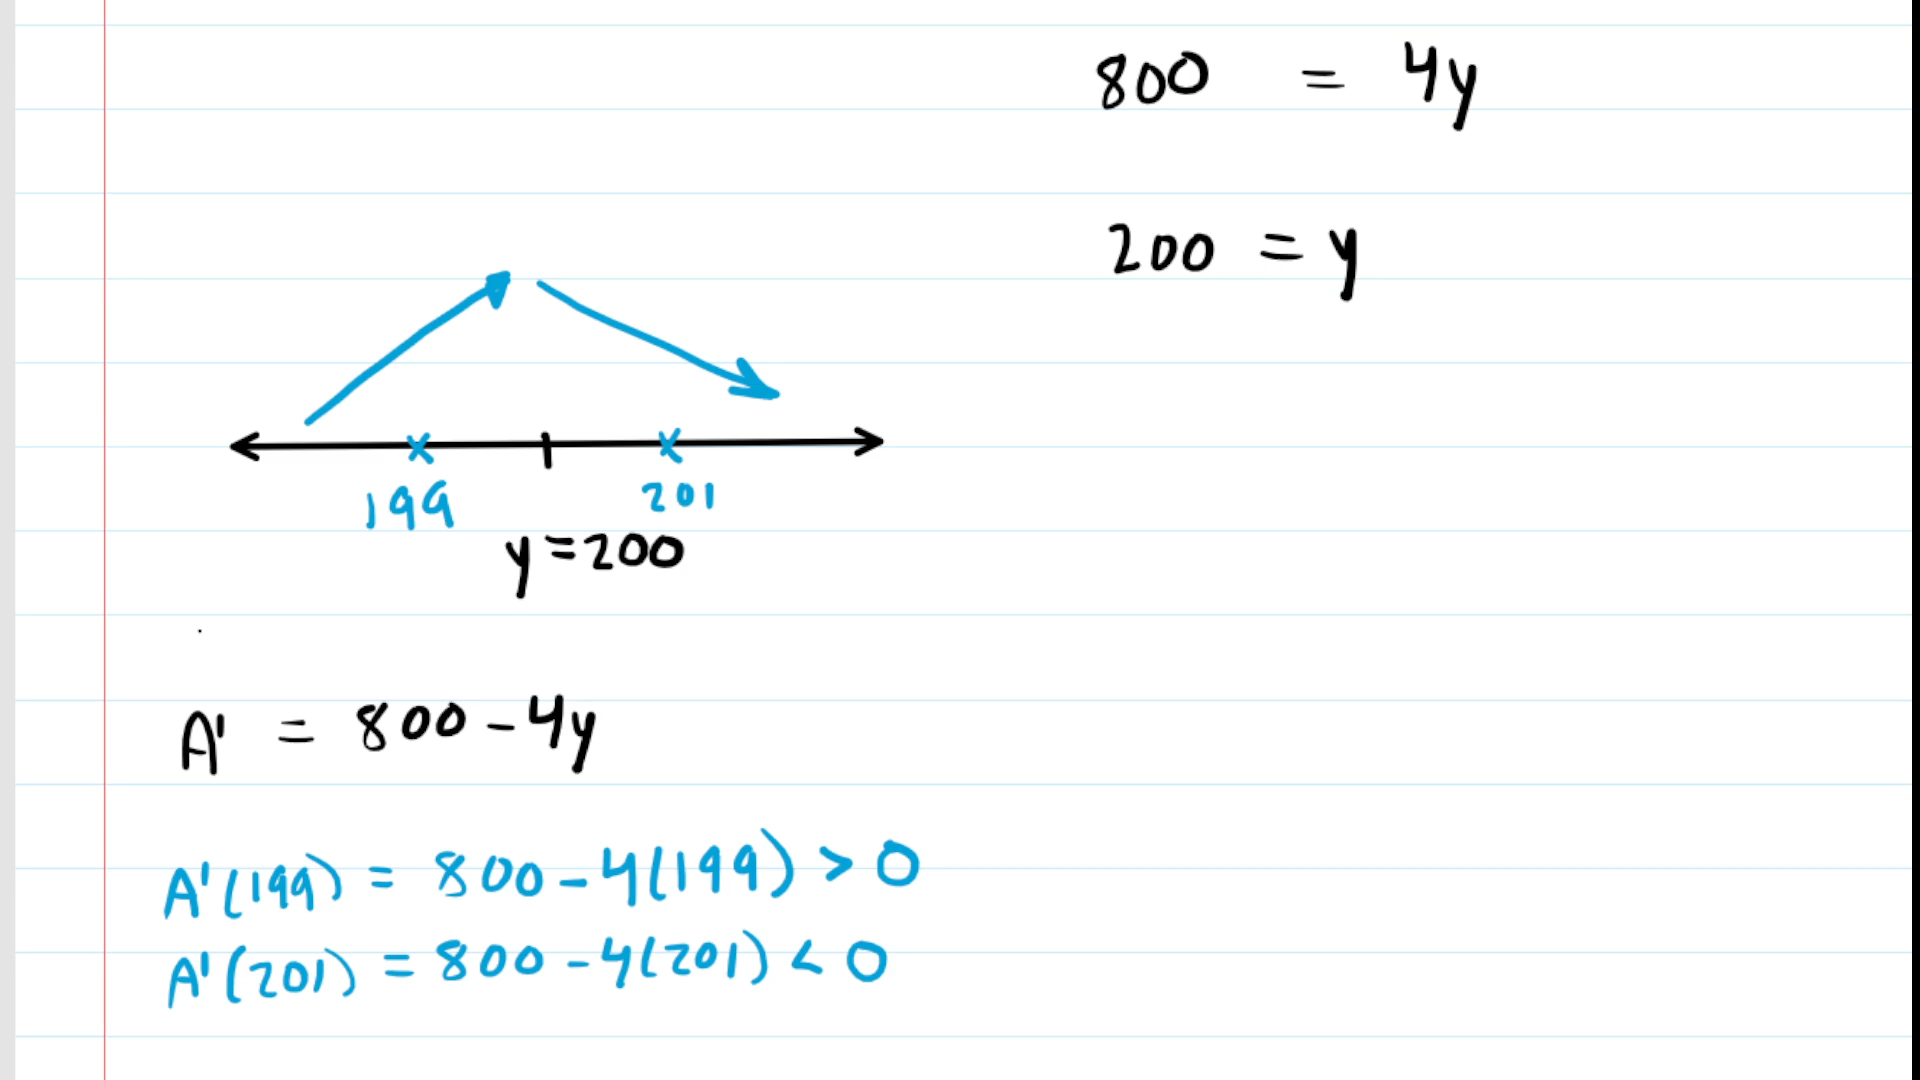 800 = 4y
200 = y
199 201
y = 200
A' = 800 - 4y
A'(199) = 800 - 4(199) > 0
A'(201) = 800 - 4(201) < 0